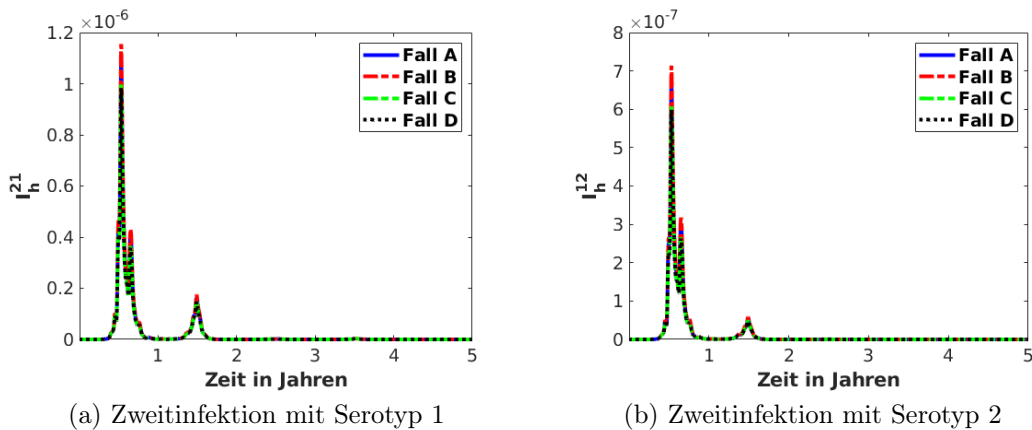 ×10^-6
1.2
1
0.8
0.6
0.4
0.2
0
I_h^21
1 2 3 4 5
Zeit in Jahren
Fall A
Fall B
Fall C
Fall D
(a) Zweitinfektion mit Serotyp 1
×10^-7
8
7
6
5
4
3
2
1
0
I_h^12
1 2 3 4 5
Zeit in Jahren
Fall A
Fall B
Fall C
Fall D
(b) Zweitinfektion mit Serotyp 2